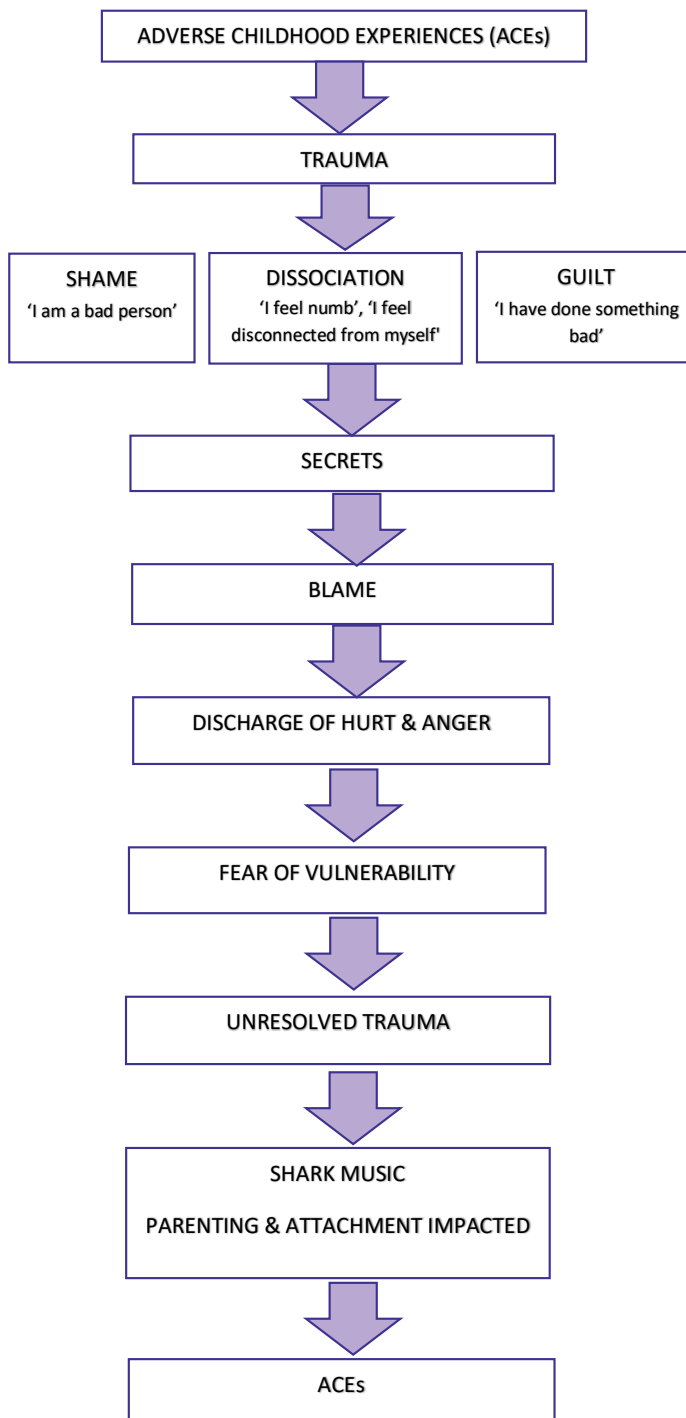 ADVERSE CHILDHOOD EXPERIENCES (ACEs)
TRAUMA
SHAME
‘I am a bad person’
DISSOCIATION
‘I feel numb’, ‘I feel
disconnected from myself'
GUILT
‘I have done something
bad’
SECRETS
BLAME
DISCHARGE OF HURT & ANGER
FEAR OF VULNERABILITY
UNRESOLVED TRAUMA
SHARK MUSIC
PARENTING & ATTACHMENT IMPACTED
ACEs